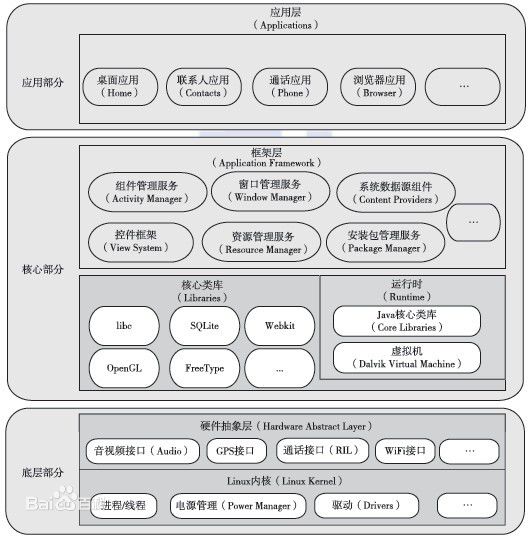 应用层
(Applications)
应用部分
桌面应用
(Home)
联系人应用
(Contacts)
通话应用
(Phone)
浏览器应用
(Browser)
...
框架层
(Application Framework)
核心部分
组件管理服务
(Activity Manager)
窗口管理服务
(Window Manager)
系统数据源组件
(Content Providers)
...
控件框架
(View System)
资源管理服务
(Resource Manager)
安装包管理服务
(Package Manager)
核心类库
(Libraries)
libc
SQLite
Webkit
OpenGL
FreeType
...
运行时
(Runtime)
Java核心类库
(Core Libraries)
虚拟机
(Dalvik Virtual Machine)
底层部分
硬件抽象层(Hardware Abstract Layer)
音视频接口(Audio)
GPS接口
通话接口(RIL)
WiFi接口
...
Linux内核(Linux Kernel)
进程/线程
电源管理(Power Manager)
驱动(Drivers)
...
Bai百科